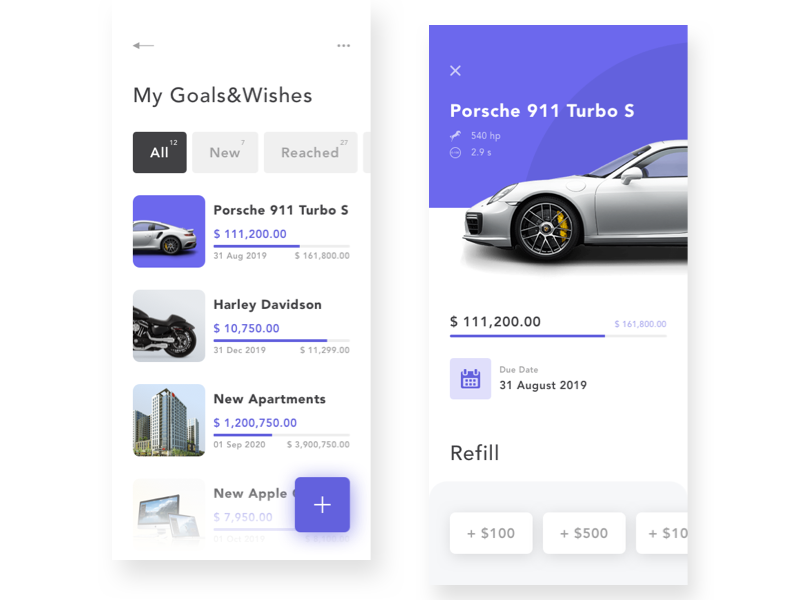 My Goals&Wishes
All 12
New 7
Reached 27
Porsche 911 Turbo S
$ 111,200.00
31 Aug 2019 $ 161,800.00
Harley Davidson
$ 10,750.00
31 Dec 2019 $ 11,299.00
New Apartments
$ 1,200,750.00
01 Sep 2020 $ 3,900,750.00
New Apple
$ 7,950.00
Porsche 911 Turbo S
540 hp
2.9 s
$ 111,200.00 $ 161,800.00
Due Date
31 August 2019
Refill
+ $100
+ $500
+ $10